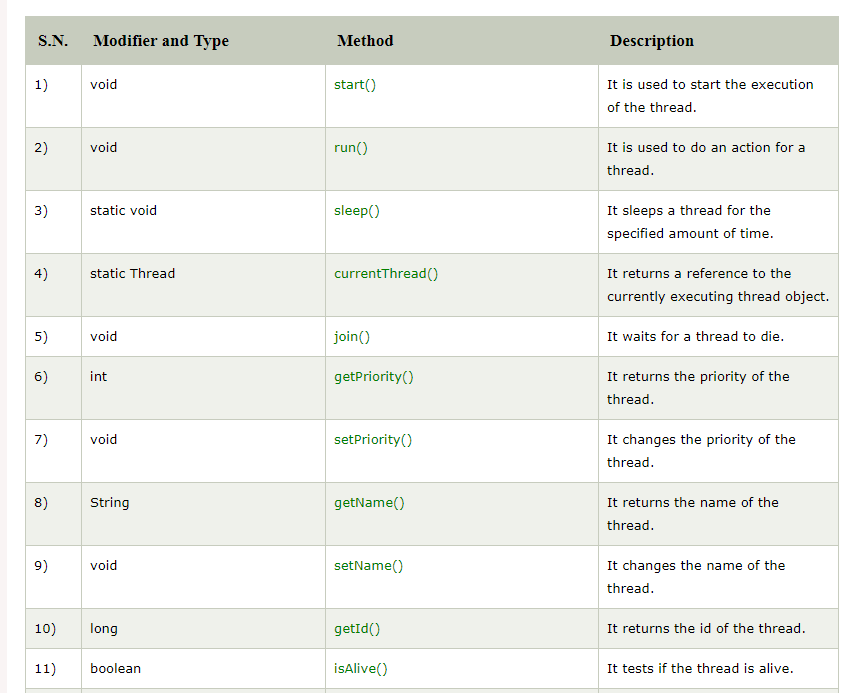 S.N. Modifier and Type Method Description
1) void start() It is used to start the execution
of the thread.
2) void run() It is used to do an action for a
thread.
3) static void sleep() It sleeps a thread for the
specified amount of time.
4) static Thread currentThread() It returns a reference to the
currently executing thread object.
5) void join() It waits for a thread to die.
6) int getPriority() It returns the priority of the
thread.
7) void setPriority() It changes the priority of the
thread.
8) String getName() It returns the name of the
thread.
9) void setName() It changes the name of the
thread.
10) long getId() It returns the id of the thread.
11) boolean isAlive() It tests if the thread is alive.